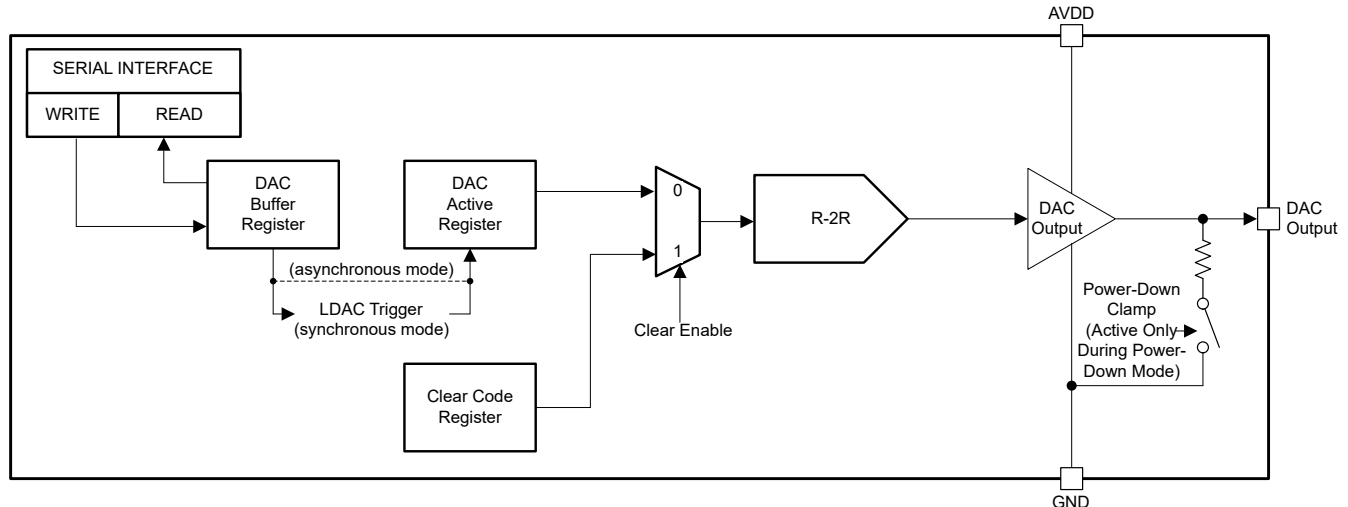 AVDD
SERIAL INTERFACE
WRITE
READ
DAC
Buffer
Register
DAC
Active
Register
0
1
R-2R
DAC
Output
DAC
Output
(asynchronous mode)
LDAC Trigger
(synchronous mode)
Clear Enable
Power-Down
Clamp
(Active Only
During Power-
Down Mode)
Clear Code
Register
GND